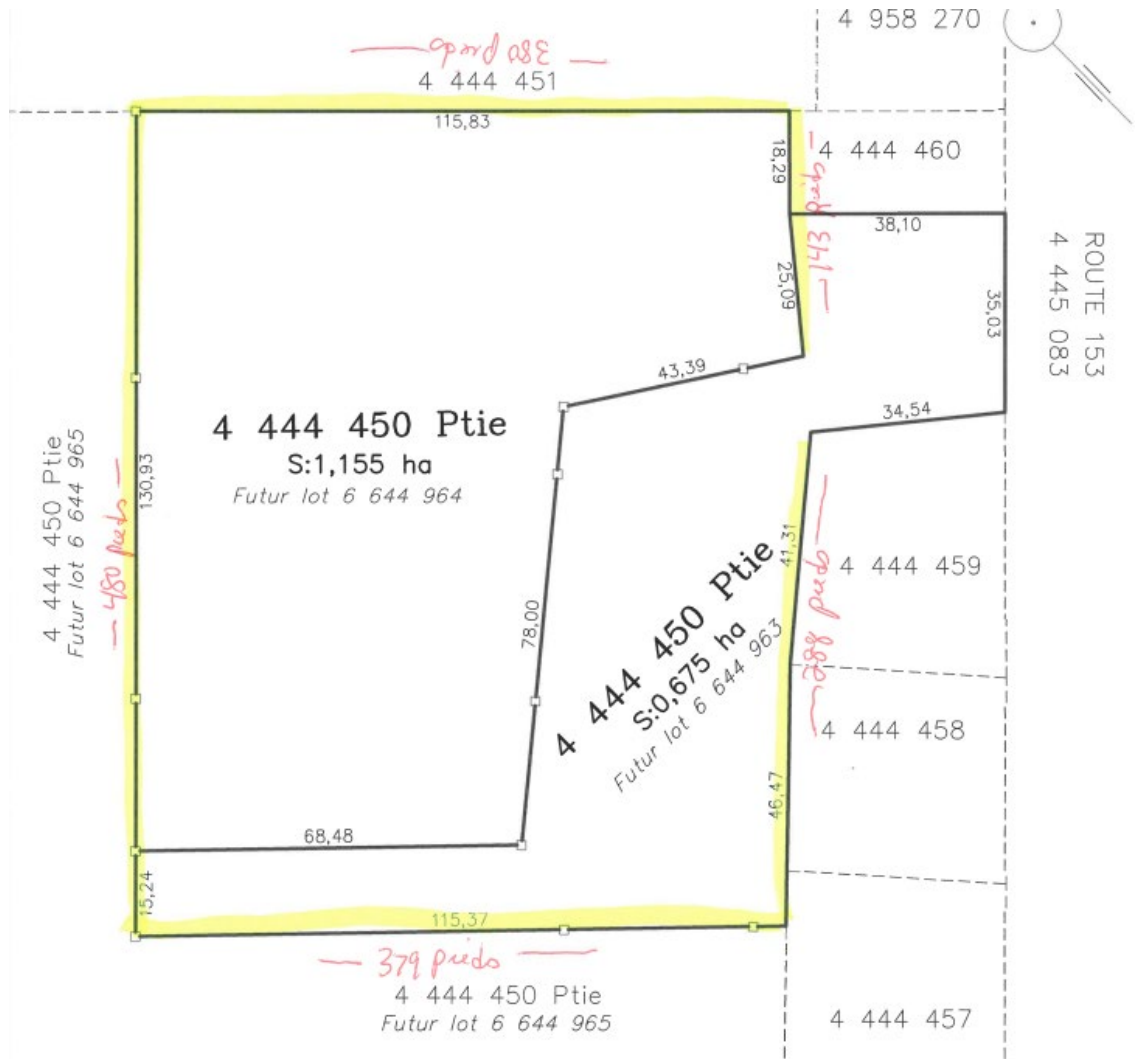 4 958 270
— 380 pieds —
4 444 451
115,83
18,29
4 444 460
— 143 pieds —
38,10
25,09
35,03
ROUTE 153
4 445 083
43,39
34,54
4 444 450 Ptie
S:1,155 ha
Futur lot 6 644 964
4 444 450 Ptie
Futur lot 6 644 965
— 480 pieds —
130,93
41,31
— 288 pieds —
4 444 459
78,00
4 444 450 Ptie
S:0,675 ha
Futur lot 6 644 963
4 444 458
46,47
68,48
15,24
115,37
— 379 pieds —
4 444 450 Ptie
Futur lot 6 644 965
4 444 457